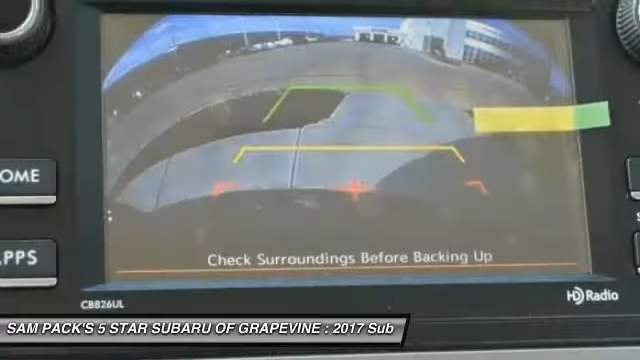 OME
APPS
Check Surroundings Before Backing Up
CB826UL
HD Radio
SAM PACK'S 5 STAR SUBARU OF GRAPEVINE : 2017 Sub